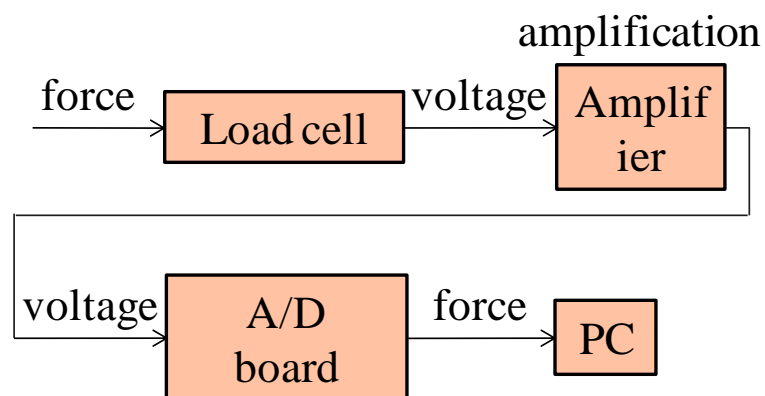 amplification
force
Load cell
voltage
Amplif
ier
voltage
A/D
board
force
PC